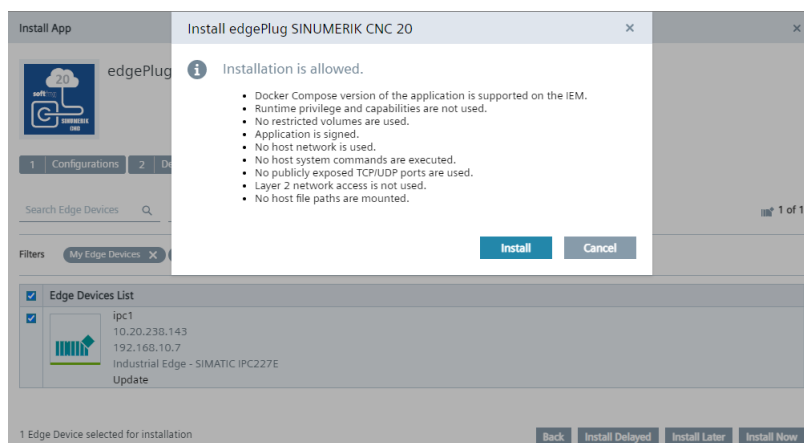 Install App
Install edgePlug SINUMERIK CNC 20
20
softing
SINUMERIK
CNC
edgePlug
Installation is allowed.
• Docker Compose version of the application is supported on the IEM.
• Runtime privilege and capabilities are not used.
• No restricted volumes are used.
• Application is signed.
• No host network is used.
• No host system commands are executed.
• No publicly exposed TCP/UDP ports are used.
• Layer 2 network access is not used.
• No host file paths are mounted.
Install Cancel
1 Configurations 2 De
Search Edge Devices
1 of 1
Filters My Edge Devices
Edge Devices List
ipc1
10.20.238.143
192.168.10.7
Industrial Edge - SIMATIC IPC227E
Update
1 Edge Device selected for installation
Back Install Delayed Install Later Install Now